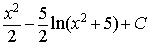 x²/2 − 5/2 ln(x² + 5) + C